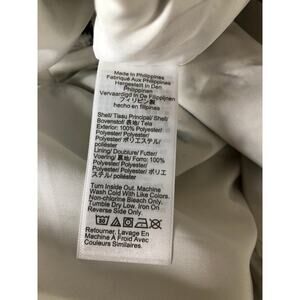 Made In Philippines
Fabriqué Aux Philippines
Hergestellt In Den
Philippinen
Vervaardigd In De Filippijnen
フィリピン製
hecho en filipinas
Shell/Tissu Principal/Shell/
Bovenstof/表地/Tela
Exterior: 100% Polyester/
Polyester/Polyester/
Polyester/ポリエステル/
poliéster
Lining/Doublure/Futter/
Voering/裏地/Forro: 100%
Polyester/Polyester/
Polyester/Polyester/ポリエ
ステル/poliéster
Turn Inside Out. Machine
Wash Cold With Like Colors.
Non-chlorine Bleach Only.
Tumble Dry Low. Iron On
Reverse Side Only.
Retourner, Lavage En
Machine À Froid Avec
Couleurs Similaires.